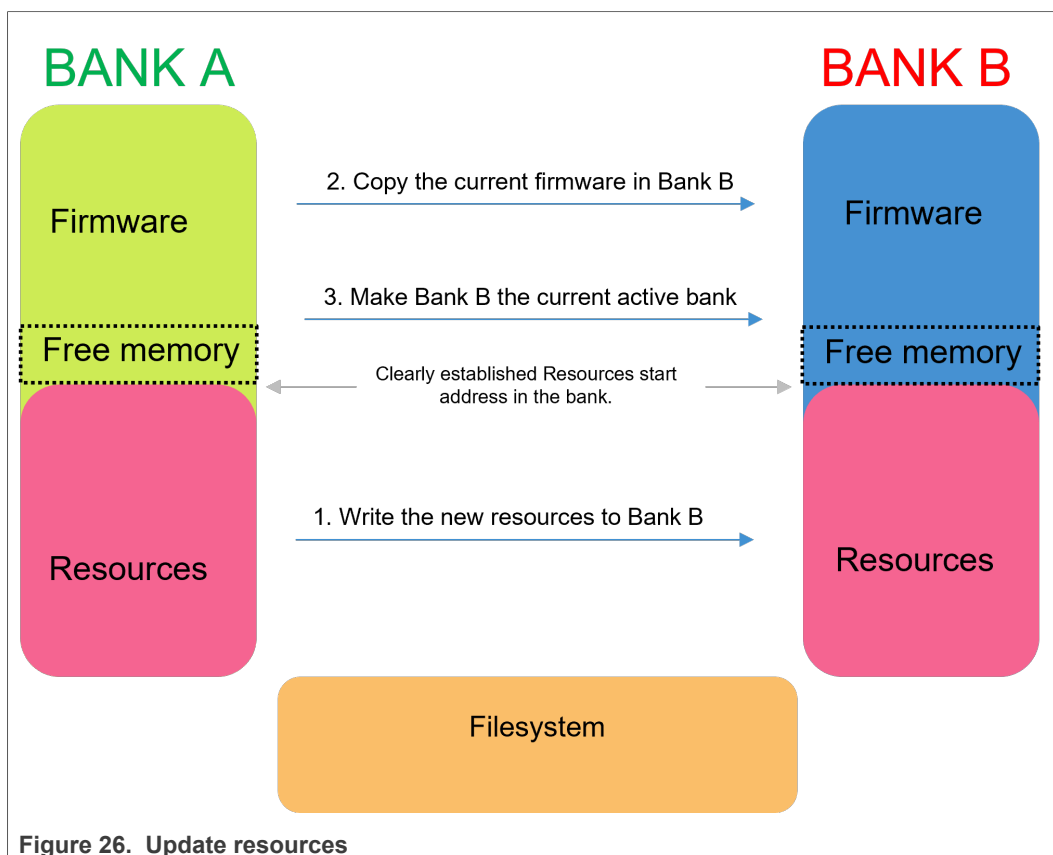 BANK A
BANK B
2. Copy the current firmware in Bank B
Firmware
Firmware
3. Make Bank B the current active bank
Free memory
Free memory
Clearly established Resources start
address in the bank.
1. Write the new resources to Bank B
Resources
Resources
Filesystem
Figure 26. Update resources